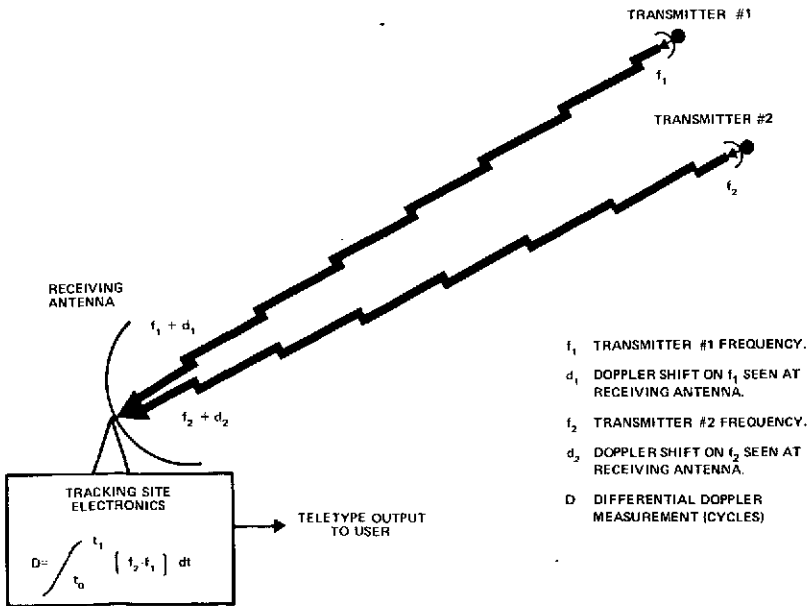 TRANSMITTER #1
f₁
TRANSMITTER #2
f₂
RECEIVING
ANTENNA
f₁ + d₁
f₂ + d₂
f₁ TRANSMITTER #1 FREQUENCY.
d₁ DOPPLER SHIFT ON f₁ SEEN AT
RECEIVING ANTENNA.
f₂ TRANSMITTER #2 FREQUENCY.
d₂ DOPPLER SHIFT ON f₂ SEEN AT
RECEIVING ANTENNA.
D DIFFERENTIAL DOPPLER
MEASUREMENT (CYCLES)
TRACKING SITE
ELECTRONICS
D= ∫ t₁ t₀ [f₂-f₁] dt
TELETYPE OUTPUT
TO USER